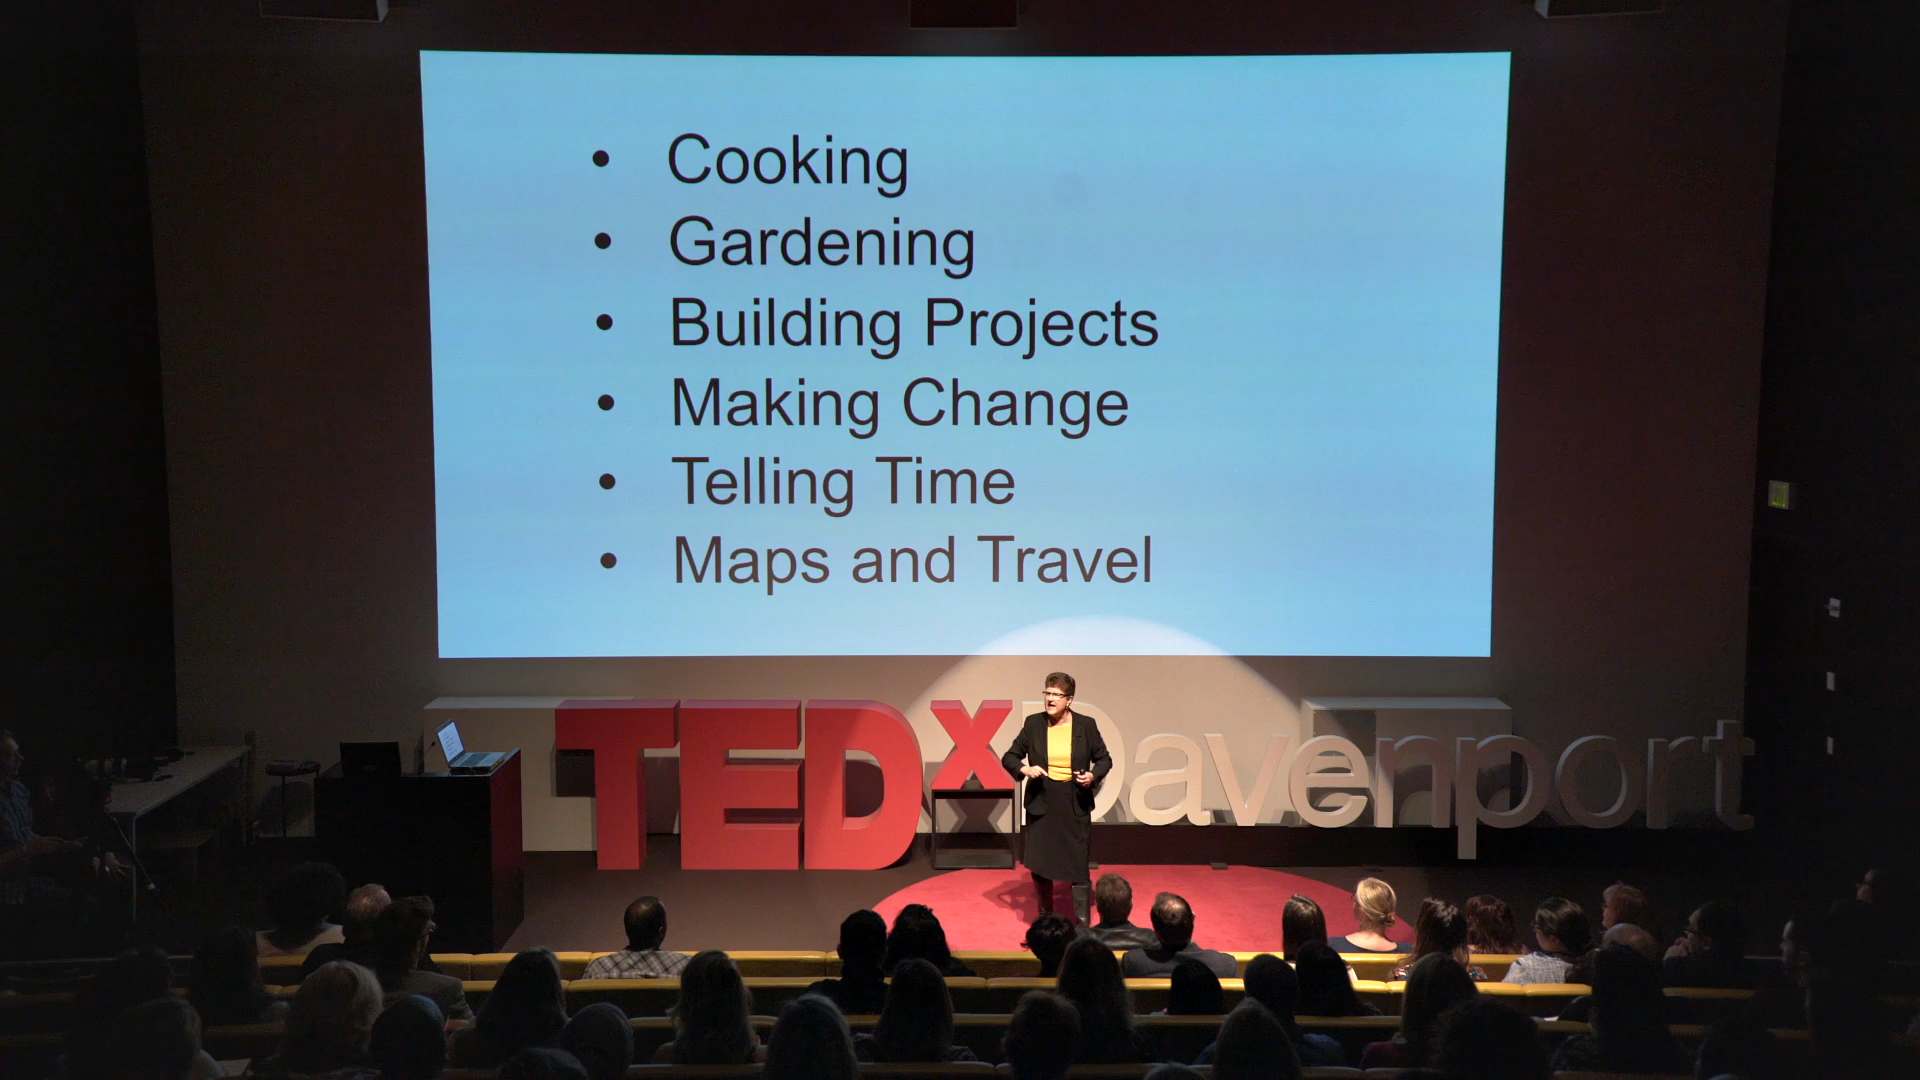 • Cooking
• Gardening
• Building Projects
• Making Change
• Telling Time
• Maps and Travel
TEDxDavenport